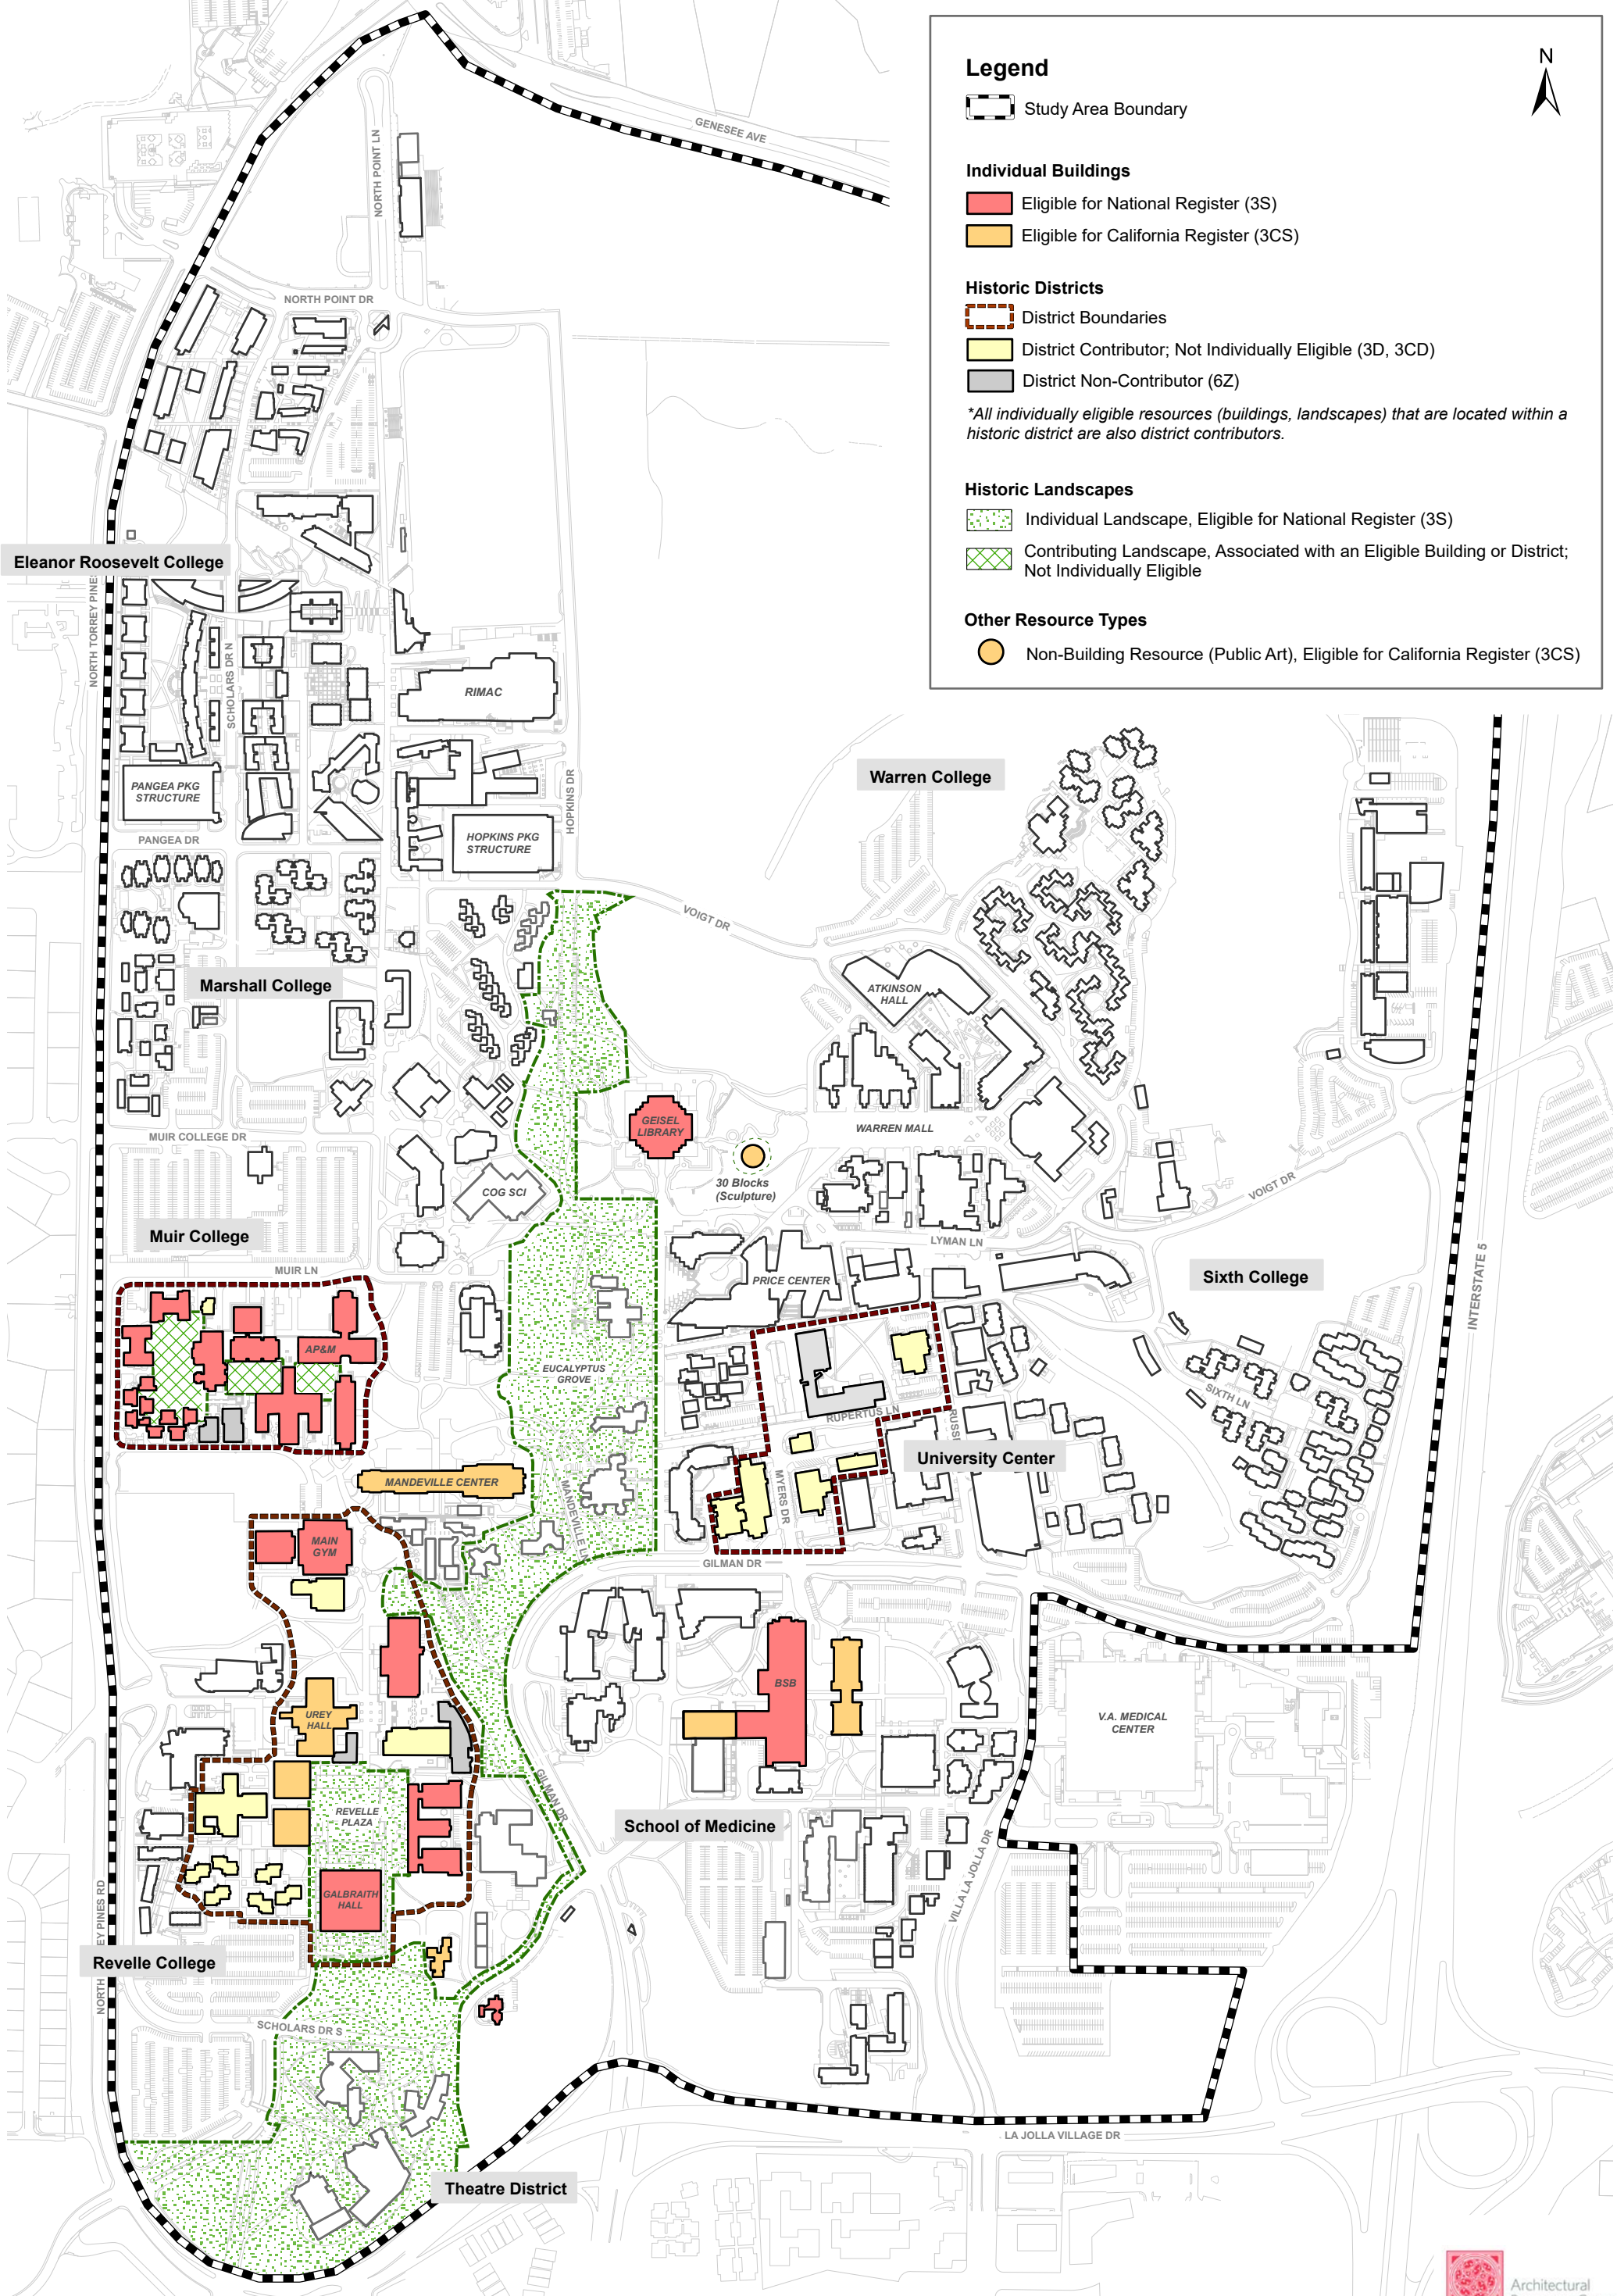 Legend
N
Study Area Boundary
Individual Buildings
Eligible for National Register (3S)
Eligible for California Register (3CS)
Historic Districts
District Boundaries
District Contributor; Not Individually Eligible (3D, 3CD)
District Non-Contributor (6Z)
*All individually eligible resources (buildings, landscapes) that are located within a
historic district are also district contributors.
Historic Landscapes
Individual Landscape, Eligible for National Register (3S)
Contributing Landscape, Associated with an Eligible Building or District;
Not Individually Eligible
Other Resource Types
Non-Building Resource (Public Art), Eligible for California Register (3CS)
GENESEE AVE
NORTH POINT LN
NORTH POINT DR
Eleanor Roosevelt College
NORTH TORREY PINES
SCHOLARS DR N
RIMAC
PANGEA PKG
STRUCTURE
PANGEA DR
HOPKINS PKG
STRUCTURE
HOPKINS DR
Warren College
VOIGT DR
Marshall College
ATKINSON
HALL
GEISEL
LIBRARY
WARREN MALL
MUIR COLLEGE DR
30 Blocks
(Sculpture)
COG SCI
VOIGT DR
Muir College
LYMAN LN
MUIR LN
PRICE CENTER
Sixth College
INTERSTATE 5
AP&M
EUCALYPTUS
GROVE
SIXTH LN
RUPERTUS LN
RUSS
University Center
MANDEVILLE CENTER
MANDEVILLE LN
MYERS DR
MAIN
GYM
GILMAN DR
BSB
UREY
HALL
V.A. MEDICAL
CENTER
GILMAN DR
REVELLE
PLAZA
School of Medicine
VILLA LA JOLLA DR
GALBRAITH
HALL
NORTH
EY PINES RD
Revelle College
SCHOLARS DR S
LA JOLLA VILLAGE DR
Theatre District
Architectural